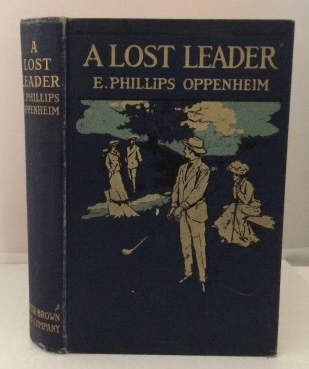 A LOST LEADER
E. PHILLIPS OPPENHEIM
A
LOST
LEADER
E. PHILLIPS
OPPENHEIM
BROWN
COMPANY